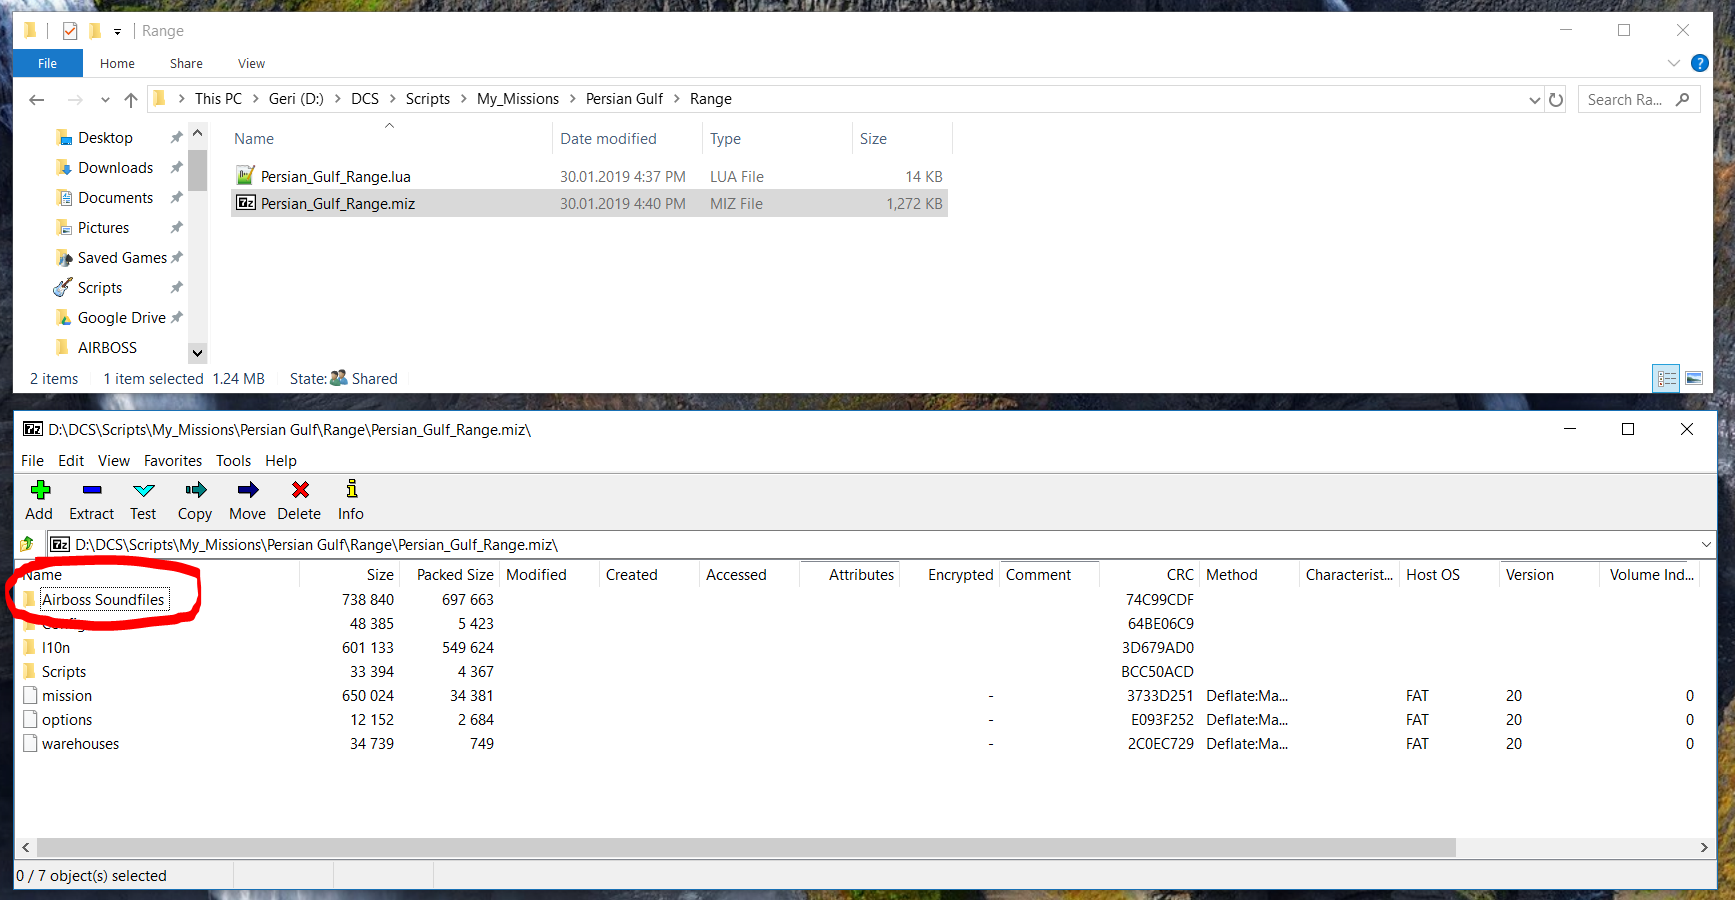 Range
File Home Share View
This PC Geri (D:) DCS Scripts My_Missions Persian Gulf Range
Search Ra...
Desktop
Downloads
Documents
Pictures
Saved Games
Scripts
Google Drive
AIRBOSS
Name Date modified Type Size
Persian_Gulf_Range.lua 30.01.2019 4:37 PM LUA File 14 KB
Persian_Gulf_Range.miz 30.01.2019 4:40 PM MIZ File 1,272 KB
2 items 1 item selected 1.24 MB State: Shared
D:\DCS\Scripts\My_Missions\Persian Gulf\Range\Persian_Gulf_Range.miz\
File Edit View Favorites Tools Help
Add Extract Test Copy Move Delete Info
D:\DCS\Scripts\My_Missions\Persian Gulf\Range\Persian_Gulf_Range.miz\
Name Size Packed Size Modified Created Accessed Attributes Encrypted Comment CRC Method Characterist... Host OS Version Volume Ind...
Airboss Soundfiles 738 840 697 663 74C99CDF
Config 48 385 5 423 64BE06C9
l10n 601 133 549 624 3D679AD0
Scripts 33 394 4 367 BCC50ACD
mission 650 024 34 381 - 3733D251 Deflate:Ma... FAT 20 0
options 12 152 2 684 - E093F252 Deflate:Ma... FAT 20 0
warehouses 34 739 749 - 2C0EC729 Deflate:Ma... FAT 20 0
0 / 7 object(s) selected